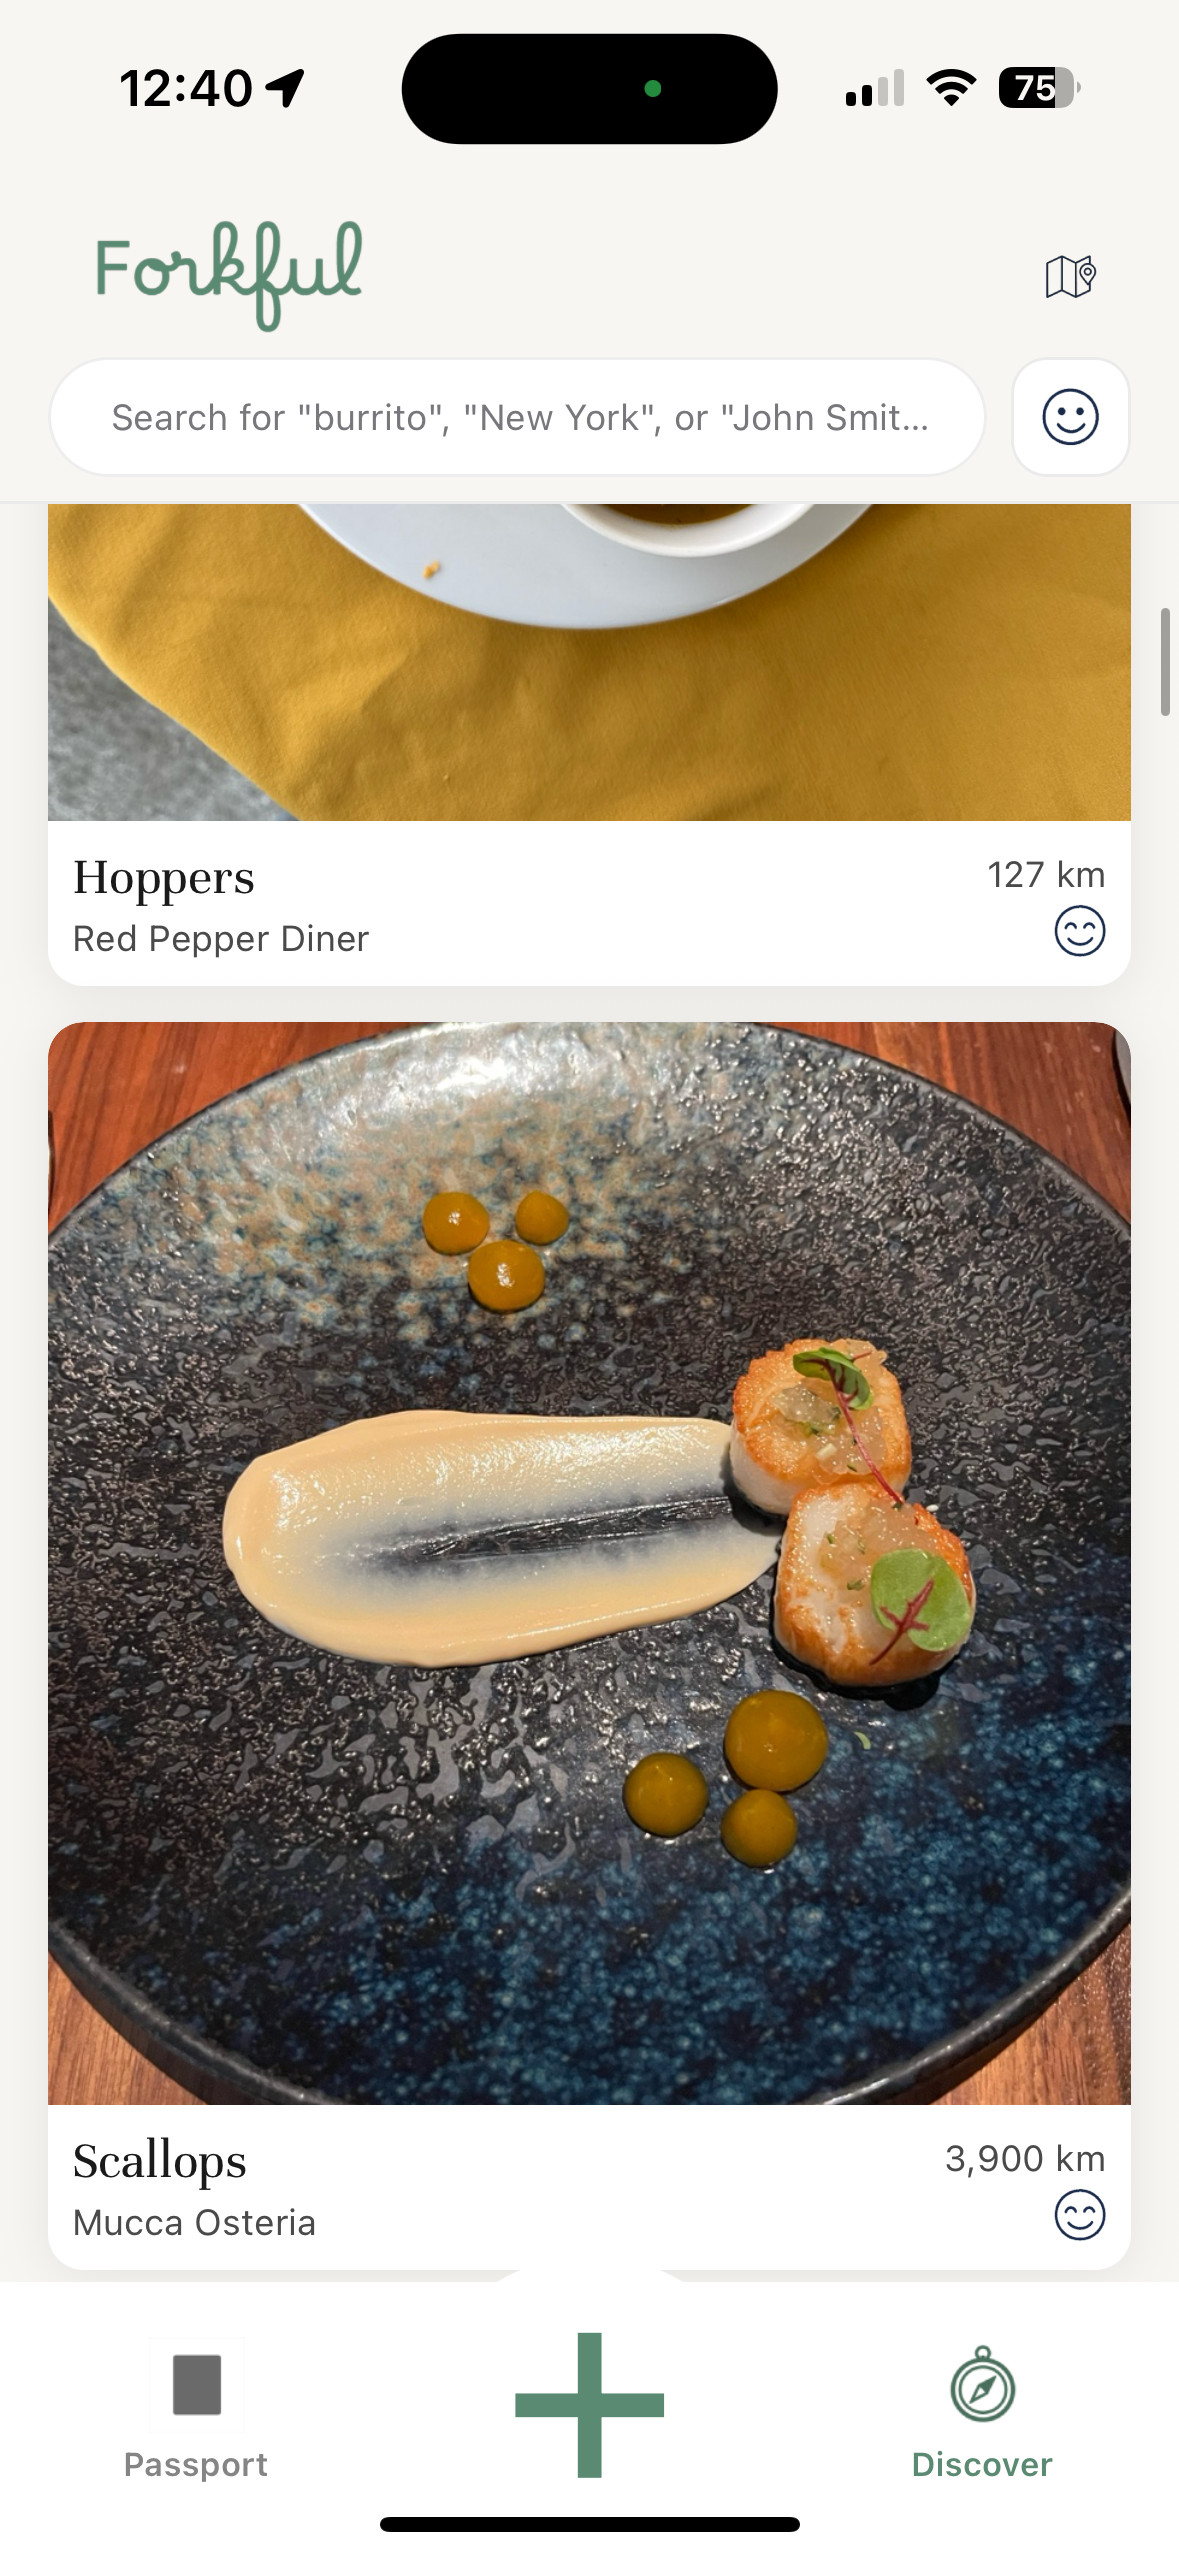 12:40
75
Forkful
Search for "burrito", "New York", or "John Smit...
Hoppers
127 km
Red Pepper Diner
Scallops
3,900 km
Mucca Osteria
Passport
Discover